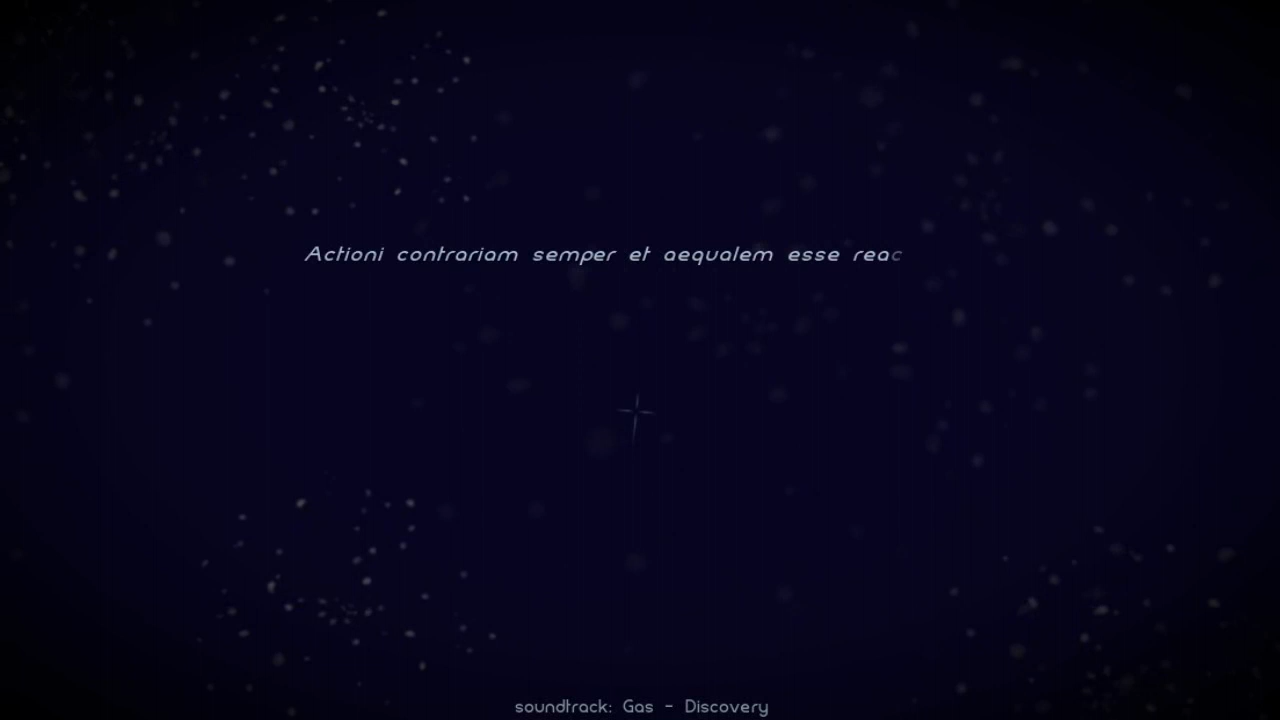 Actioni contrariam semper et aequalem esse reac
soundtrack: Gas - Discovery